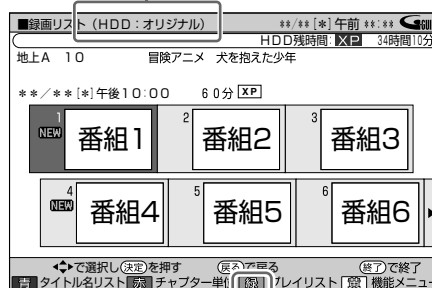 ■録画リスト（HDD：オリジナル） **/**[*]午前 **:** GUI
HDD残時間 XP 34時間10分
地上A 10 冒険アニメ 犬を抱えた少年
**／**[*]午後10:00 60分 XP
1 NEW 番組1 2 番組2 3 番組3
4 NEW 番組4 5 番組5 6 番組6
で選択し 決定 を押す 戻る で戻る 終了 で終了
青 タイトル名リスト 赤 チャプター単 緑 プレイリスト 黄 機能メニュー